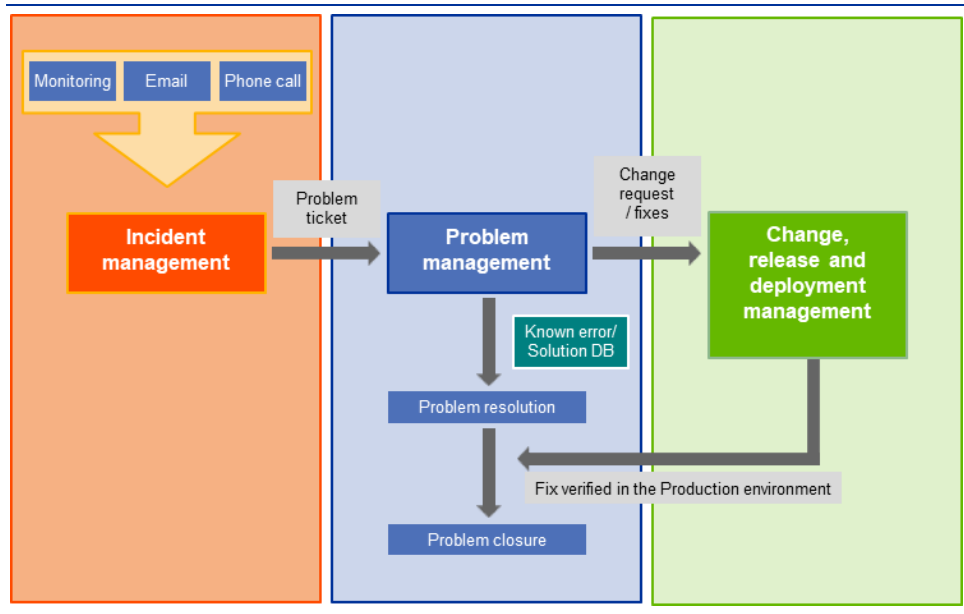 Monitoring
Email
Phone call
Incident
management
Problem
ticket
Problem
management
Change
request
/ fixes
Change,
release and
deployment
management
Known error/
Solution DB
Problem resolution
Fix verified in the Production environment
Problem closure